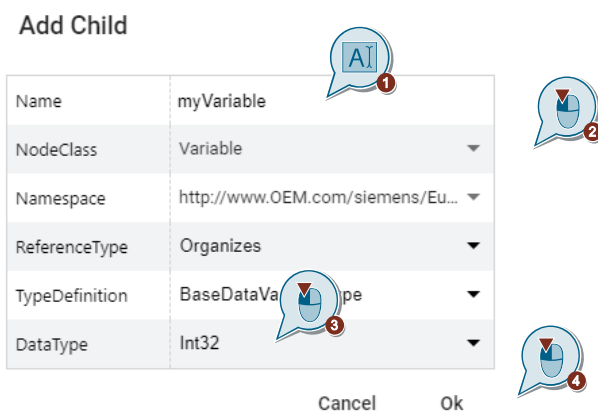 Add Child
A
1
Name myVariable
2
NodeClass Variable
Namespace http://www.OEM.com/siemens/Eu...
ReferenceType Organizes
TypeDefinition BaseDataVa pe
3
DataType Int32
4
Cancel Ok